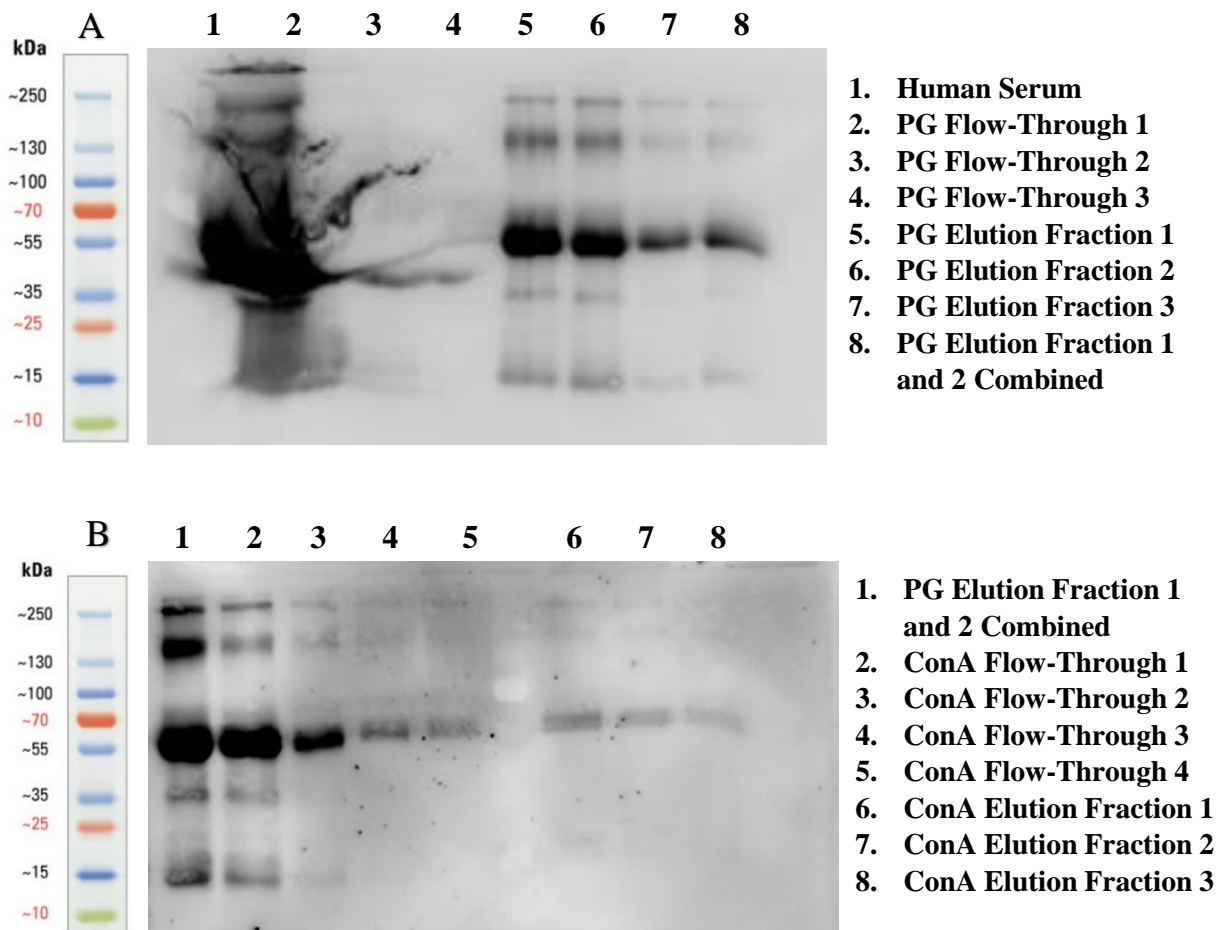 A
1 2 3 4 5 6 7 8
kDa
~250
~130
~100
~70
~55
~35
~25
~15
~10
1. Human Serum
2. PG Flow-Through 1
3. PG Flow-Through 2
4. PG Flow-Through 3
5. PG Elution Fraction 1
6. PG Elution Fraction 2
7. PG Elution Fraction 3
8. PG Elution Fraction 1
and 2 Combined
B
1 2 3 4 5 6 7 8
kDa
~250
~130
~100
~70
~55
~35
~25
~15
~10
1. PG Elution Fraction 1
and 2 Combined
2. ConA Flow-Through 1
3. ConA Flow-Through 2
4. ConA Flow-Through 3
5. ConA Flow-Through 4
6. ConA Elution Fraction 1
7. ConA Elution Fraction 2
8. ConA Elution Fraction 3